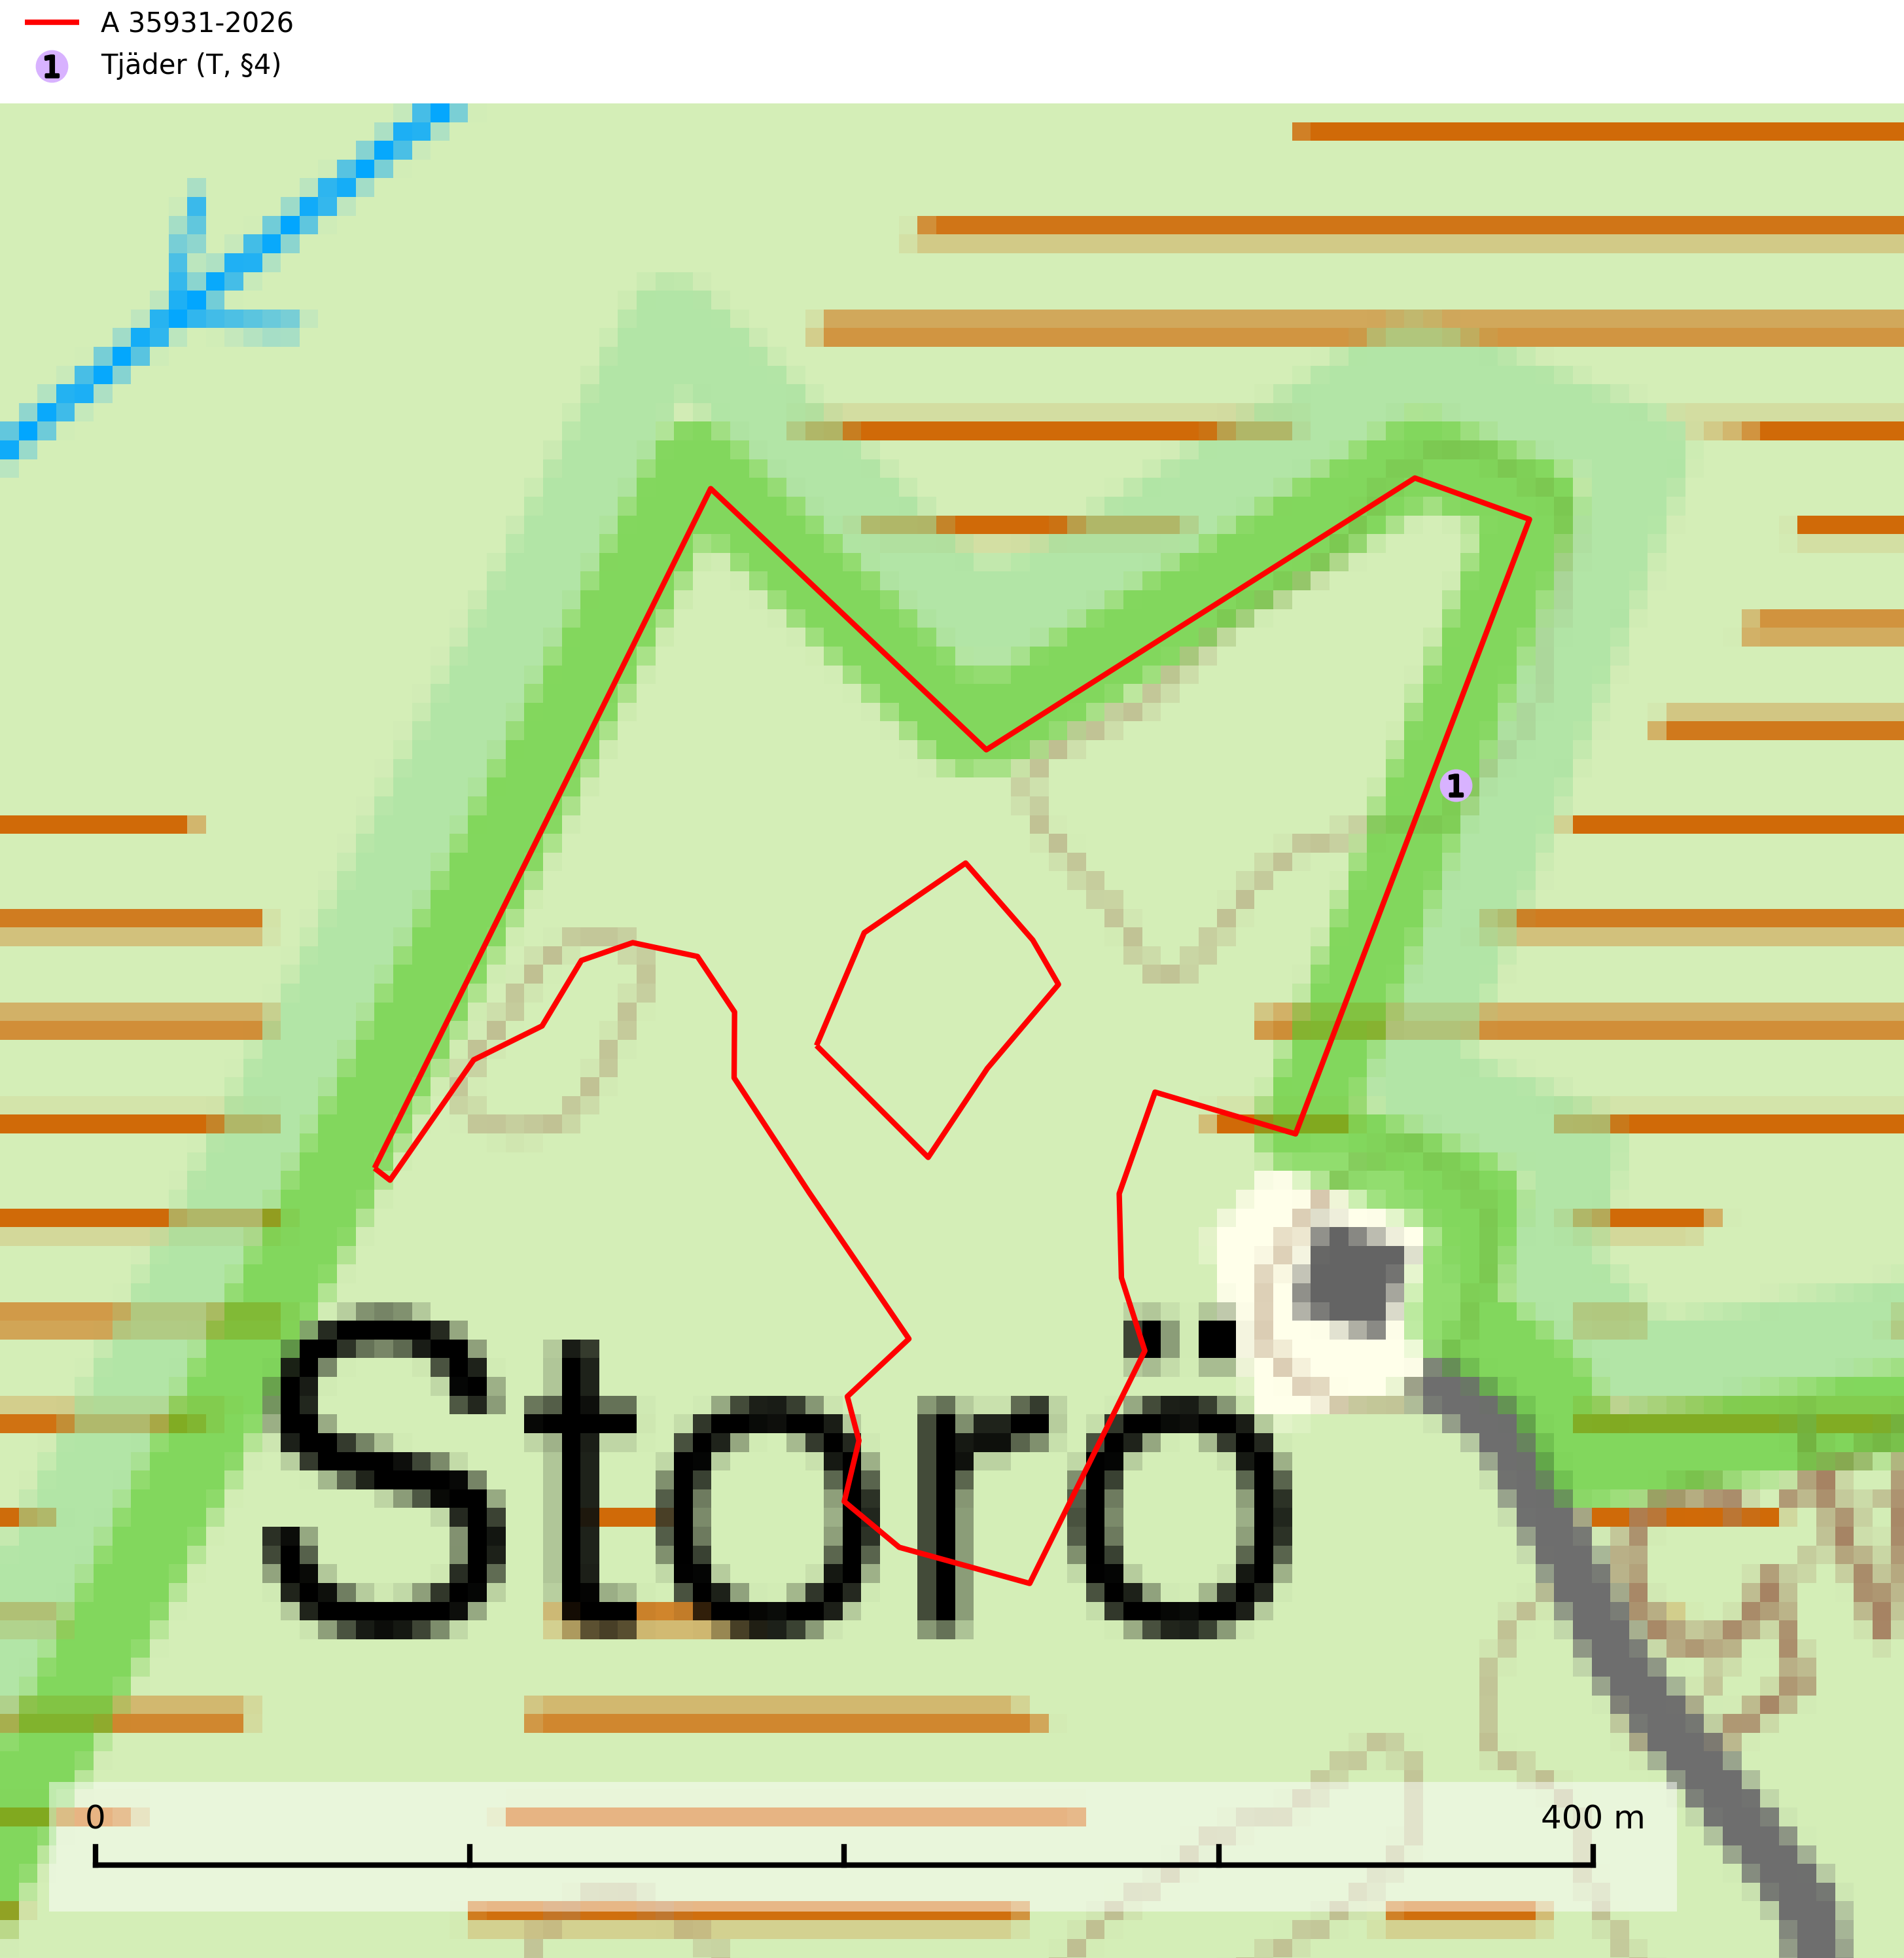 A 35931-2026
1 Tjäder (T, §4)
1
Storö
0 400 m